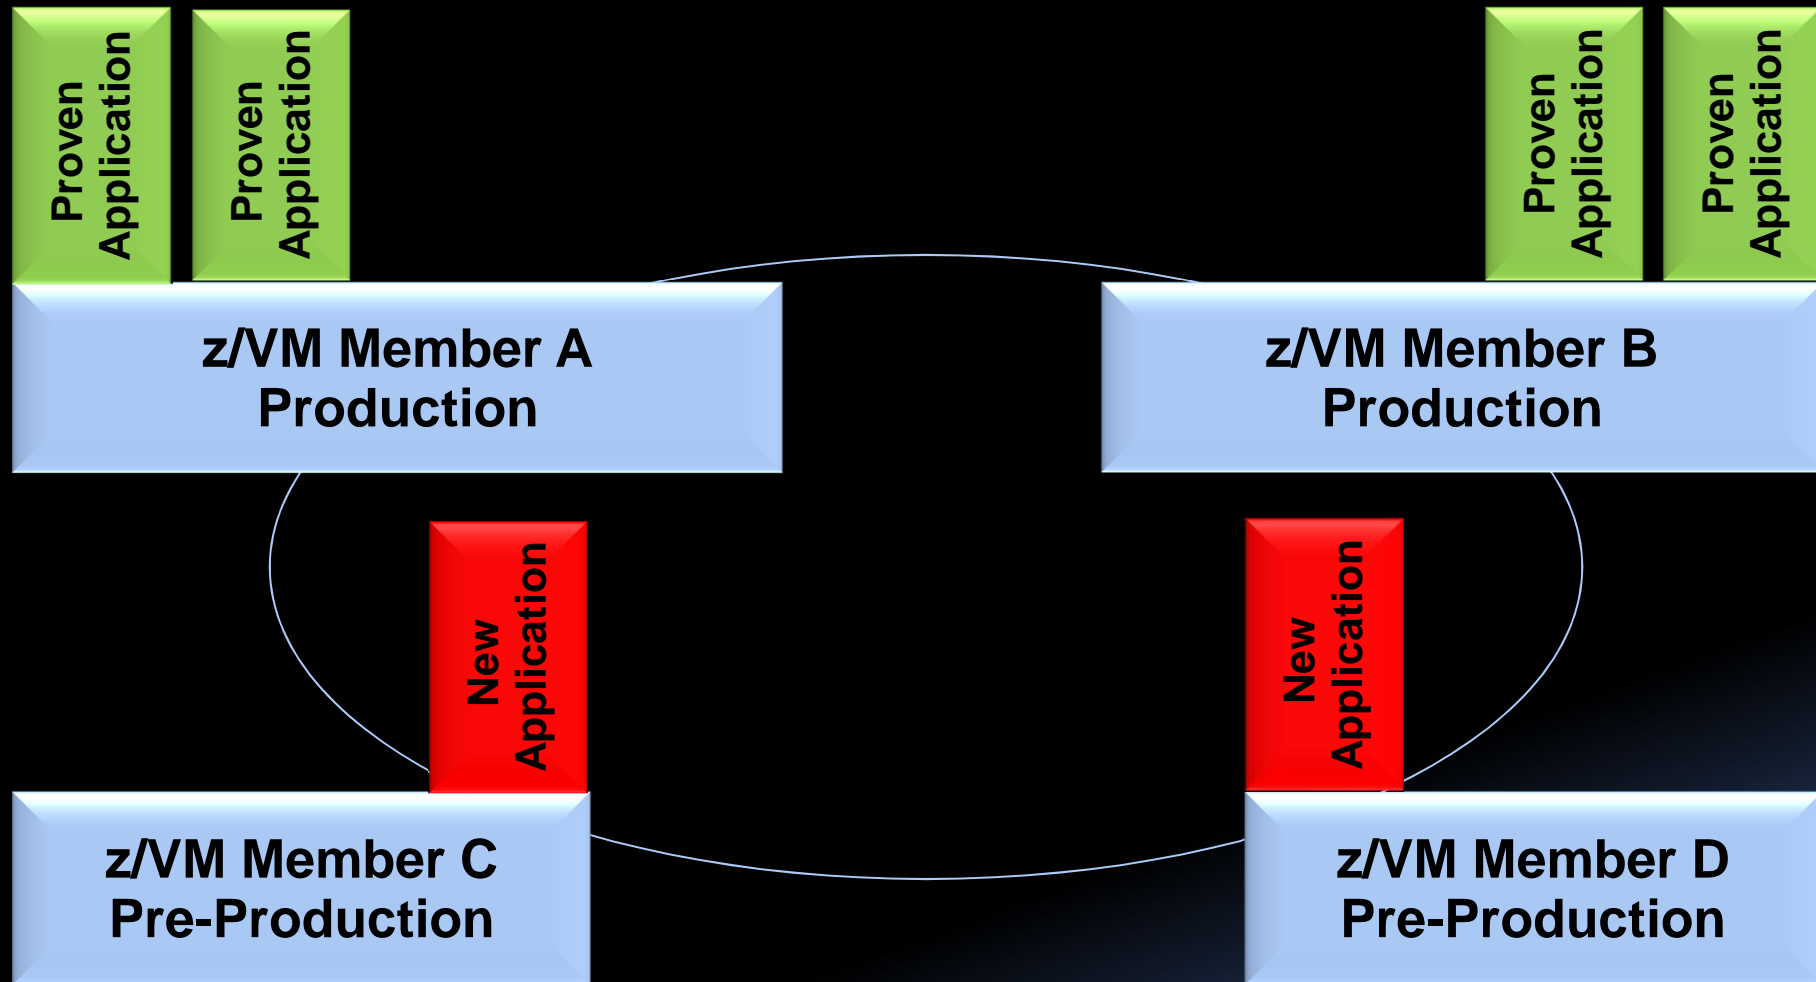 Proven
Application
Proven
Application
Proven
Application
Proven
Application
z/VM Member A
Production
z/VM Member B
Production
New
Application
New
Application
z/VM Member C
Pre-Production
z/VM Member D
Pre-Production